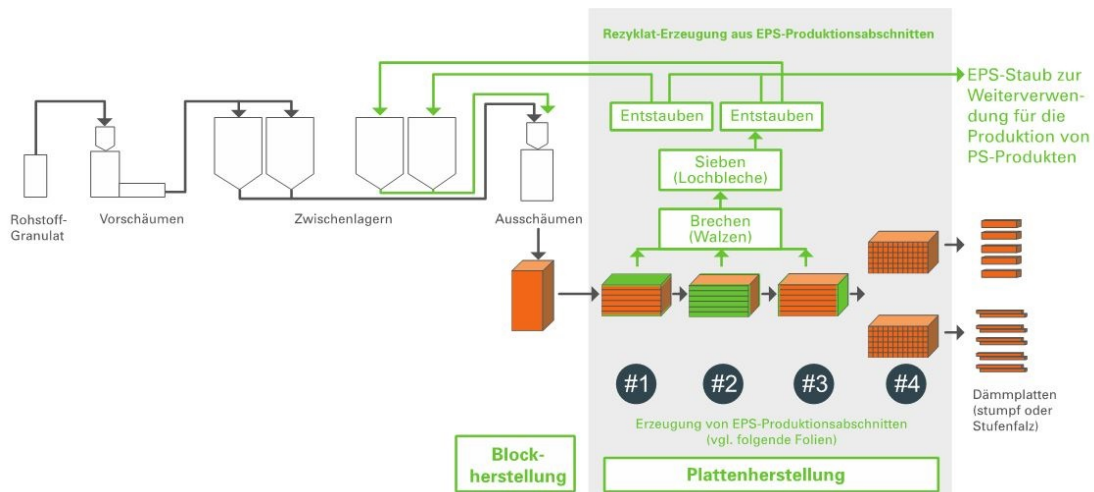 Rezyklat-Erzeugung aus EPS-Produktionsabschnitten
EPS-Staub zur
Weiterverwen-
dung für die
Produktion von
PS-Produkten
Entstauben
Entstauben
Sieben
(Lochbleche)
Brechen
(Walzen)
Rohstoff-
Granulat
Vorschäumen
Zwischenlagern
Ausschäumen
#1
#2
#3
#4
Dämmplatten
(stumpf oder
Stufenfalz)
Erzeugung von EPS-Produktionsabschnitten
(vgl. folgende Folien)
Block-
herstellung
Plattenherstellung